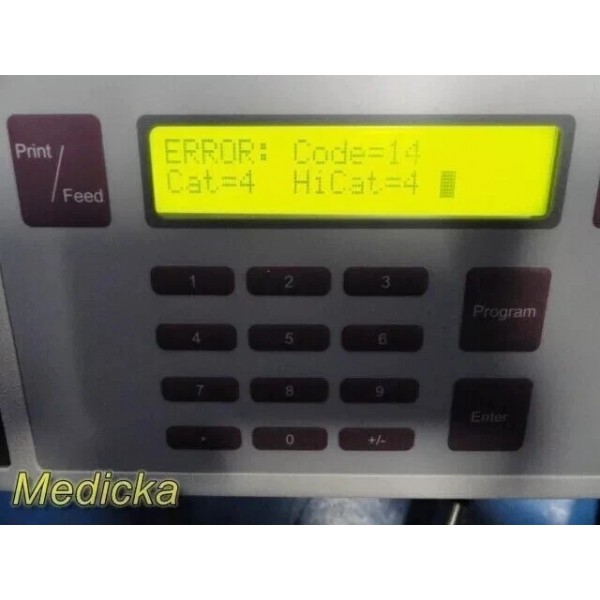 Print
/ Feed
ERROR: Code=14
Cat=4 HiCat=4
1 2 3
Program
4 5 6
7 8 9
Enter
. 0 +/-
Medicka